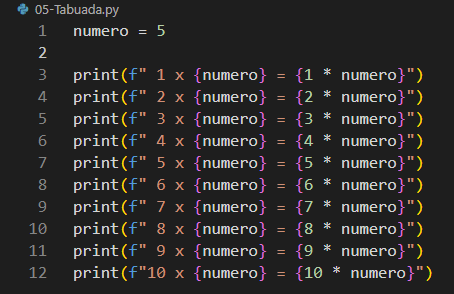 05-Tabuada.py
1 numero = 5
2
3 print(f" 1 x {numero} = {1 * numero}")
4 print(f" 2 x {numero} = {2 * numero}")
5 print(f" 3 x {numero} = {3 * numero}")
6 print(f" 4 x {numero} = {4 * numero}")
7 print(f" 5 x {numero} = {5 * numero}")
8 print(f" 6 x {numero} = {6 * numero}")
9 print(f" 7 x {numero} = {7 * numero}")
10 print(f" 8 x {numero} = {8 * numero}")
11 print(f" 9 x {numero} = {9 * numero}")
12 print(f"10 x {numero} = {10 * numero}")